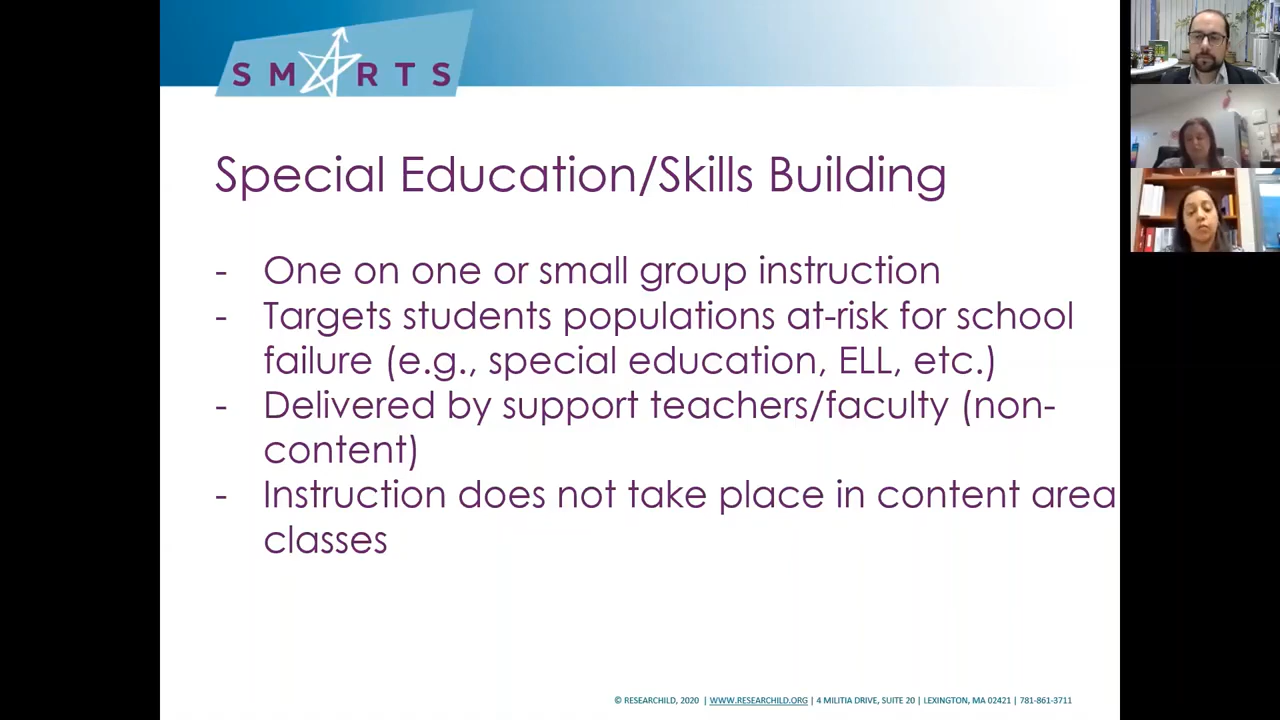 SMARTS
Special Education/Skills Building
- One on one or small group instruction
- Targets students populations at-risk for school
failure (e.g., special education, ELL, etc.)
- Delivered by support teachers/faculty (non-
content)
- Instruction does not take place in content area
classes
© RESEARCHILD, 2020 | WWW.RESEARCHILD.ORG | 4 MILITIA DRIVE, SUITE 20 | LEXINGTON, MA 02421 | 781-861-3711